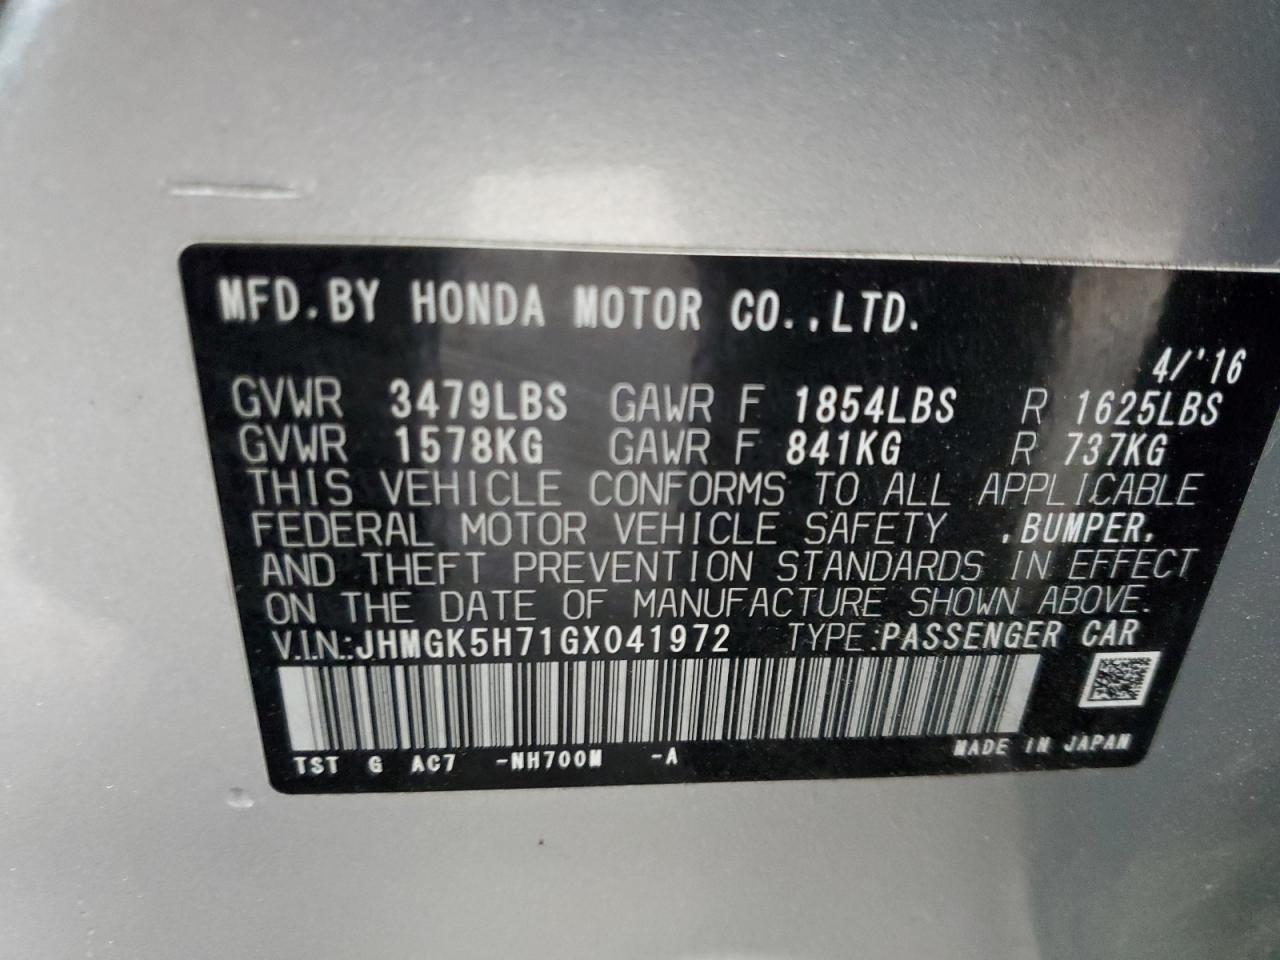 MFD.BY HONDA MOTOR CO.,LTD.
4/'16
GVWR 3479LBS GAWR F 1854LBS R 1625LBS
GVWR 1578KG GAWR F 841KG R 737KG
THIS VEHICLE CONFORMS TO ALL APPLICABLE
FEDERAL MOTOR VEHICLE SAFETY ,BUMPER,
AND THEFT PREVENTION STANDARDS IN EFFECT
ON THE DATE OF MANUFACTURE SHOWN ABOVE.
V.I.N.:JHMGK5H71GX041972 TYPE:PASSENGER CAR
TST G AC7 -NH700M -A MADE IN JAPAN